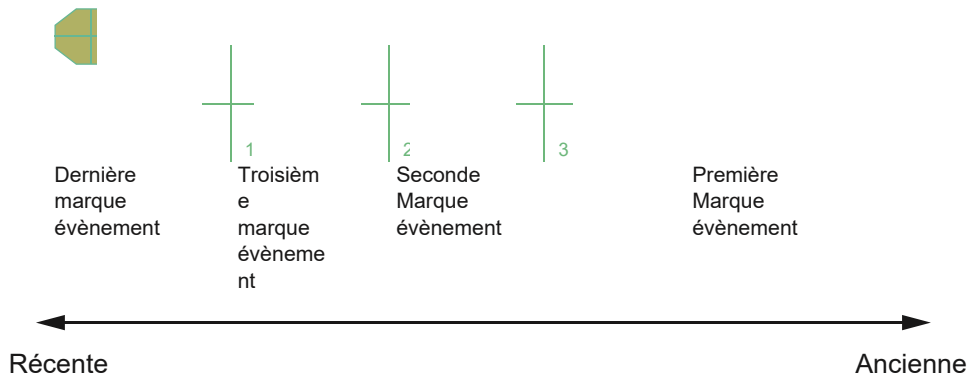 1
2
3
Dernière
marque
évènement
Troisièm
e
marque
évèneme
nt
Seconde
Marque
évènement
Première
Marque
évènement
Récente
Ancienne